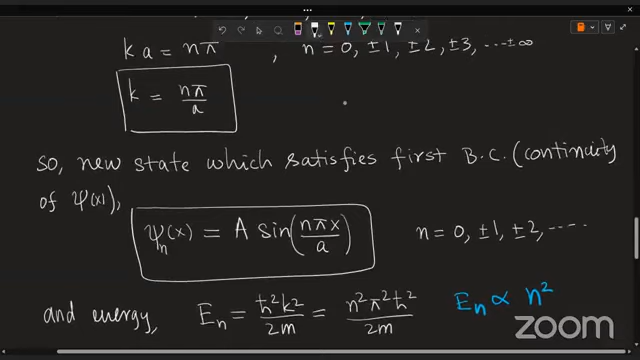 k a = nπ , n = 0, ±1, ±2, ±3, ----±∞
k = nπ/a
So, new state which satisfies first B.C. (continuity
of ψ(x)),
ψn(x) = A sin(nπx/a) n = 0, ±1, ±2, ----
and energy, En = ħ²k²/2m = n²π²ħ²/2m En ∝ n²
zoom